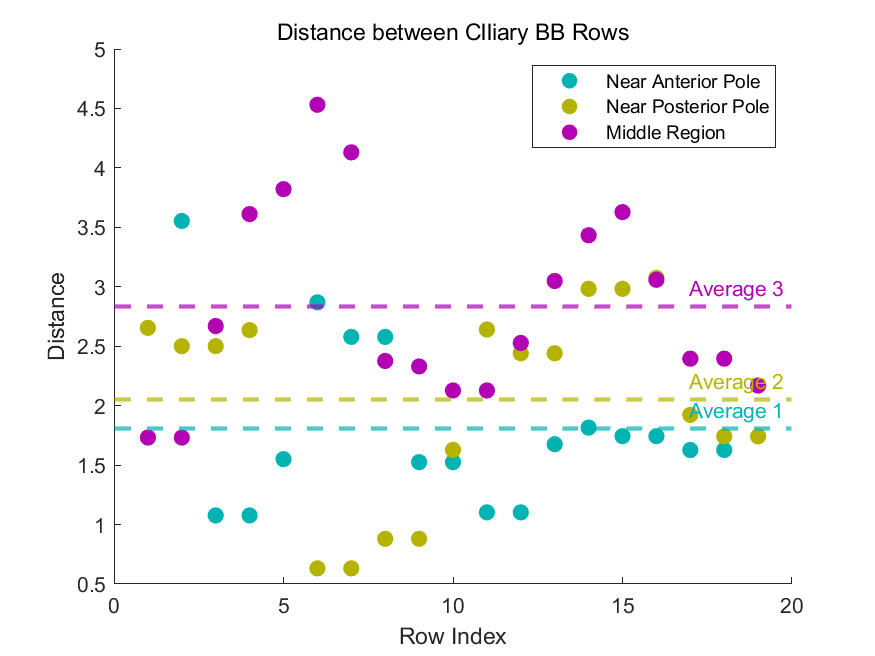 Distance between CIliary BB Rows
5
4.5
4
3.5
3
2.5
2
1.5
1
0.5
Distance
Near Anterior Pole
Near Posterior Pole
Middle Region
Average 3
Average 2
Average 1
0
5
10
15
20
Row Index